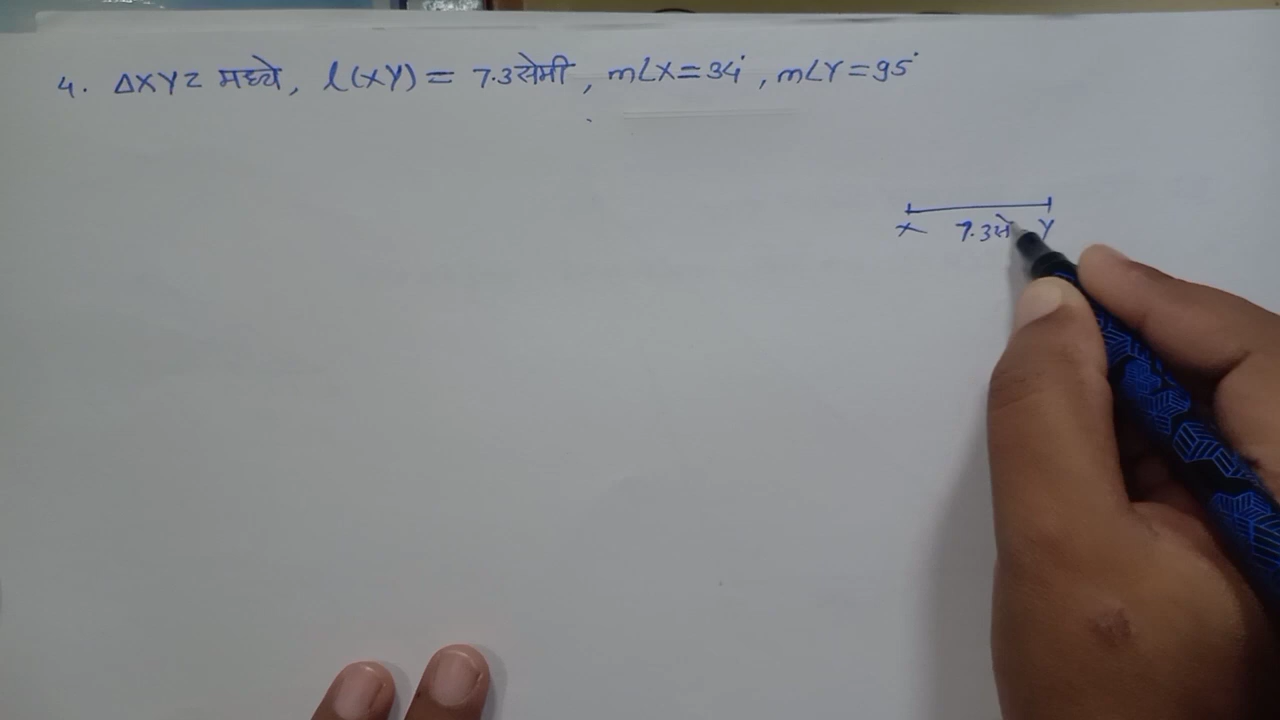 4. ΔXYZ मध्ये, l(XY) = 7.3सेमी, m∠X=34°, m∠Y=95°
X 7.3से Y